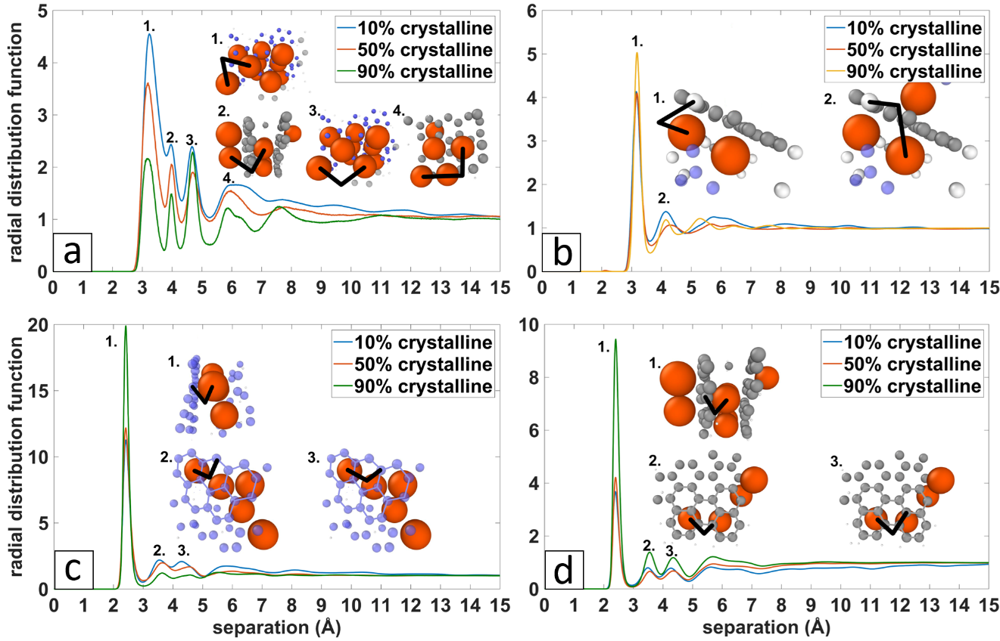 radial distribution function
5
4
3
2
1
0
0 1 2 3 4 5 6 7 8 9 10 11 12 13 14 15
1.
2.
3.
4.
1.
2.
3.
4.
10% crystalline
50% crystalline
90% crystalline
a
6
5
4
3
2
1
0
0 1 2 3 4 5 6 7 8 9 10 11 12 13 14 15
1.
2.
1.
2.
10% crystalline
50% crystalline
90% crystalline
b
radial distribution function
20
15
10
5
0
0 1 2 3 4 5 6 7 8 9 10 11 12 13 14 15
separation (Å)
1.
2.
3.
1.
2.
3.
10% crystalline
50% crystalline
90% crystalline
c
10
8
6
4
2
0
0 1 2 3 4 5 6 7 8 9 10 11 12 13 14 15
separation (Å)
1.
2.
3.
1.
2.
3.
10% crystalline
50% crystalline
90% crystalline
d